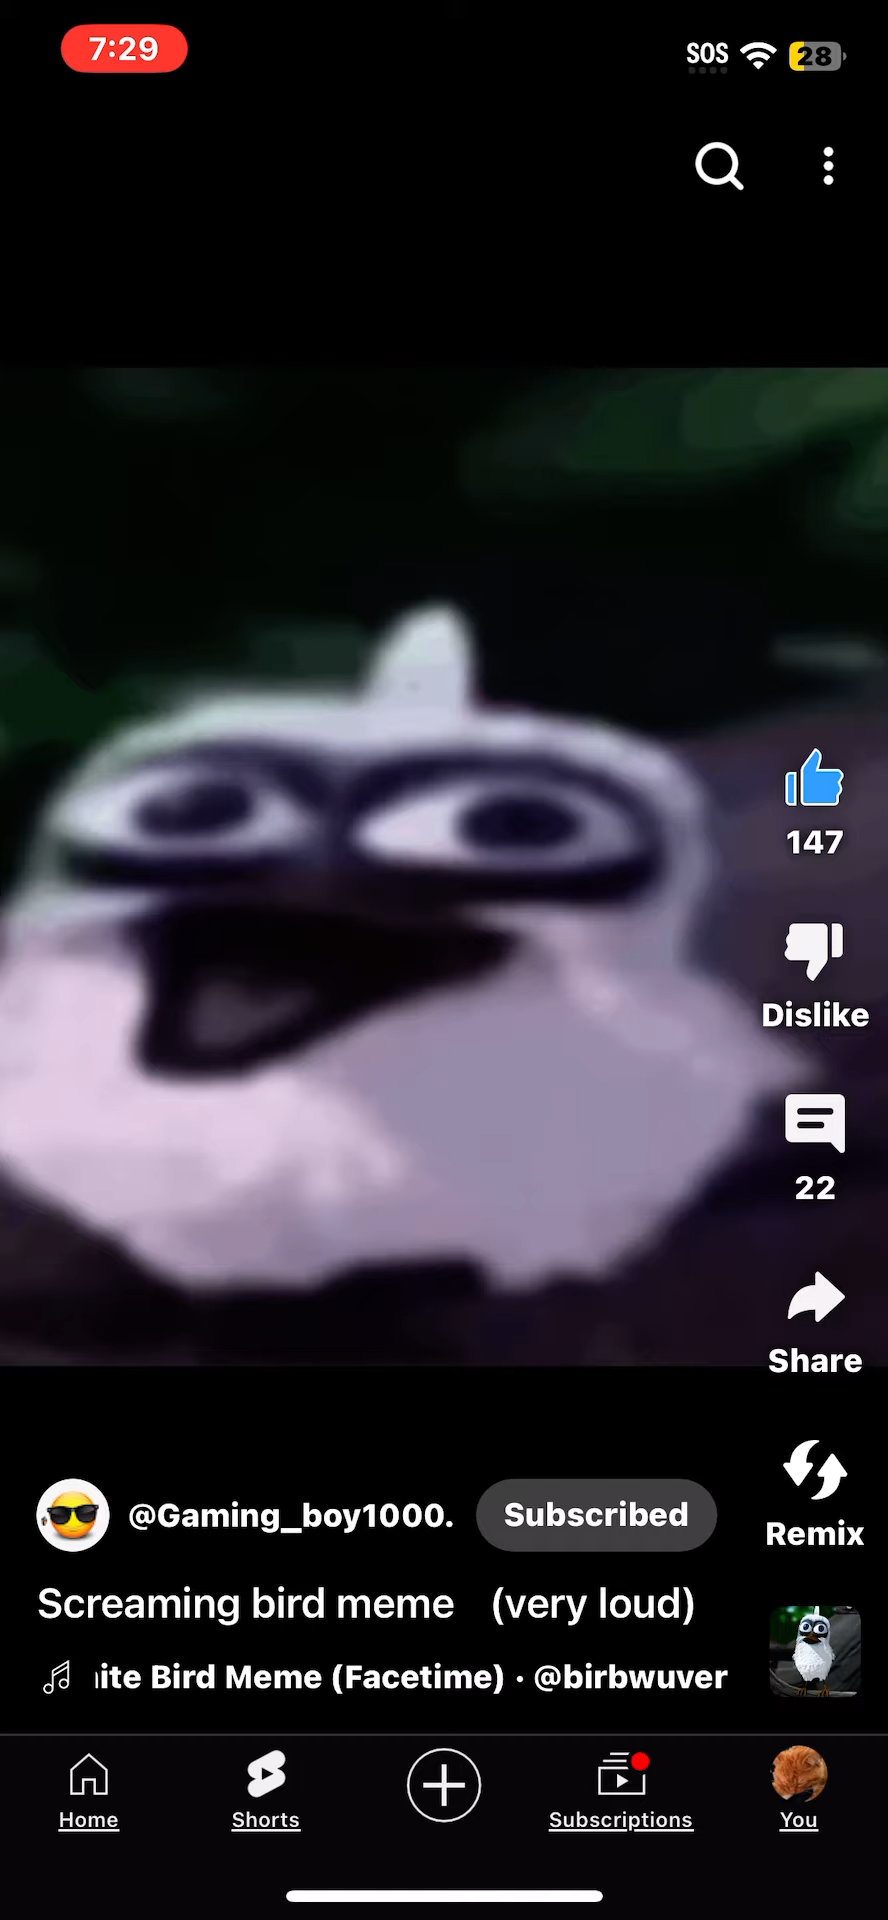 7:29
SOS
28
147
Dislike
22
Share
@Gaming_boy1000.
Subscribed
Remix
Screaming bird meme (very loud)
ite Bird Meme (Facetime) · @birbwuver
Home
Shorts
Subscriptions
You